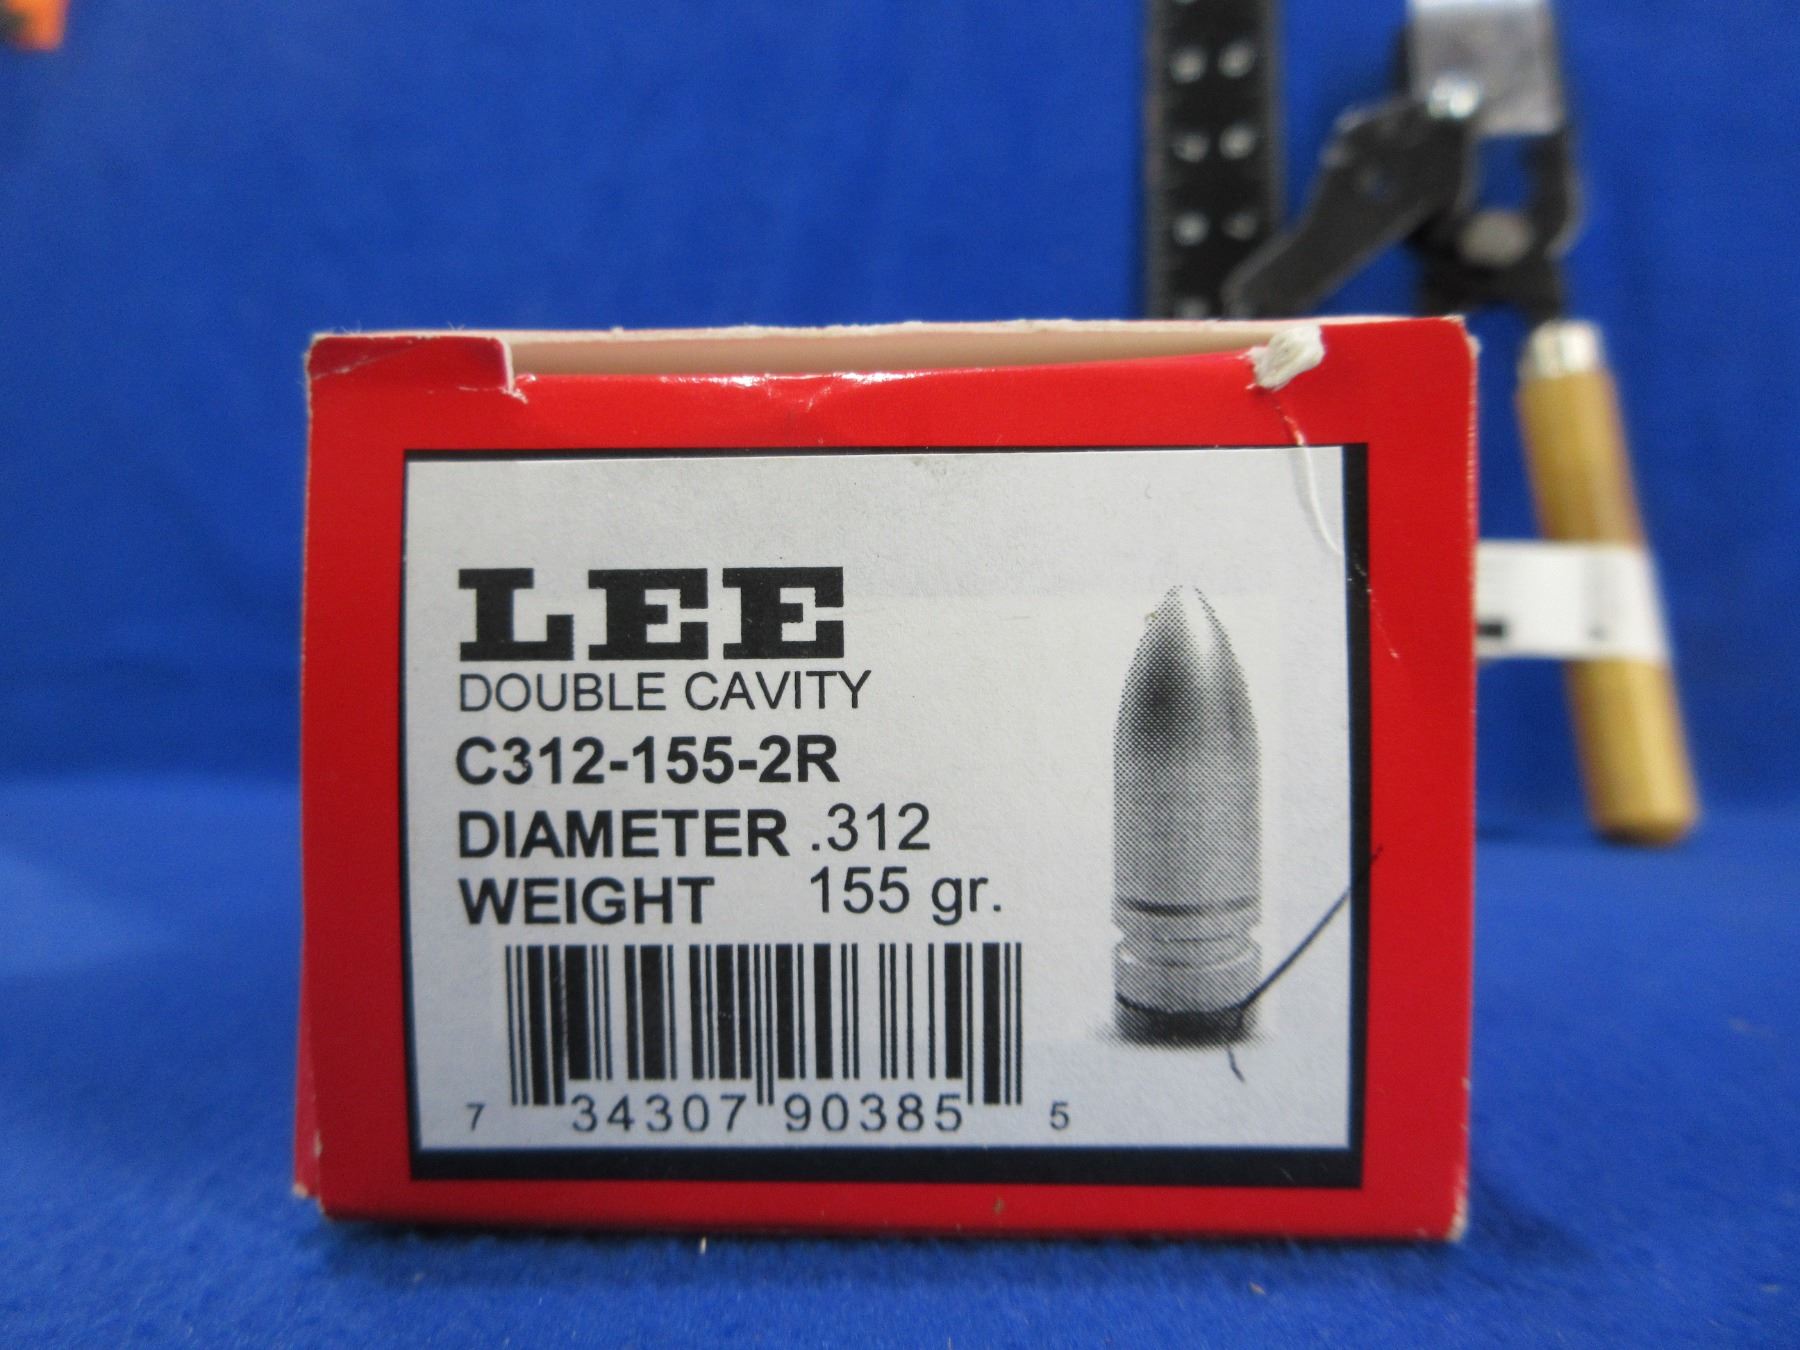 LEE
DOUBLE CAVITY
C312-155-2R
DIAMETER .312
WEIGHT 155 gr.
7 34307 90385 5